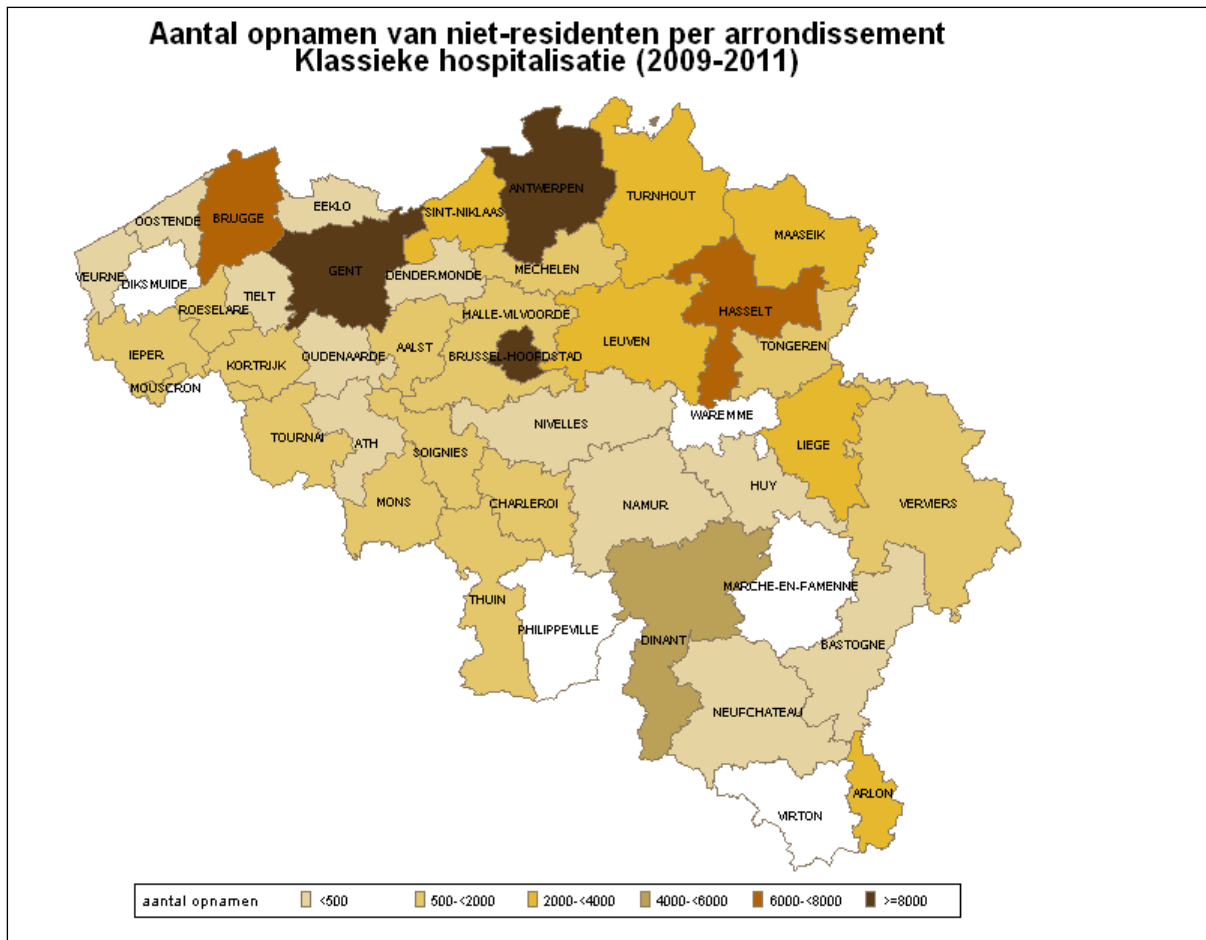 Aantal opnamen van niet-residenten per arrondissement
Klassieke hospitalisatie (2009-2011)
ANTWERPEN
TURNHOUT
EEKLO
SINT-NIKLAAS
OOSTENDE
BRUGGE
MAASEIK
GENT
MECHELEN
VEURNE
DENDERMONDE
DIKSMUIDE
TIELT
ROESELARE
HALLE-VILVOORDE
HASSELT
LEUVEN
TONGEREN
AALST
IEPER
OUDENAARDE
BRUSSEL-HOOFDSTAD
KORTRIJK
MOUSCRON
WAREMME
NIVELLES
TOURNAI
ATH
LIEGE
SOIGNIES
HUY
MONS
CHARLEROI
NAMUR
VERVIERS
MARCHE-EN-FAMENNE
THUIN
PHILIPPEVILLE
DINANT
BASTOGNE
NEUFCHATEAU
ARLON
VIRTON
aantal opnamen <500 500-<2000 2000-<4000 4000-<6000 6000-<8000 >=8000